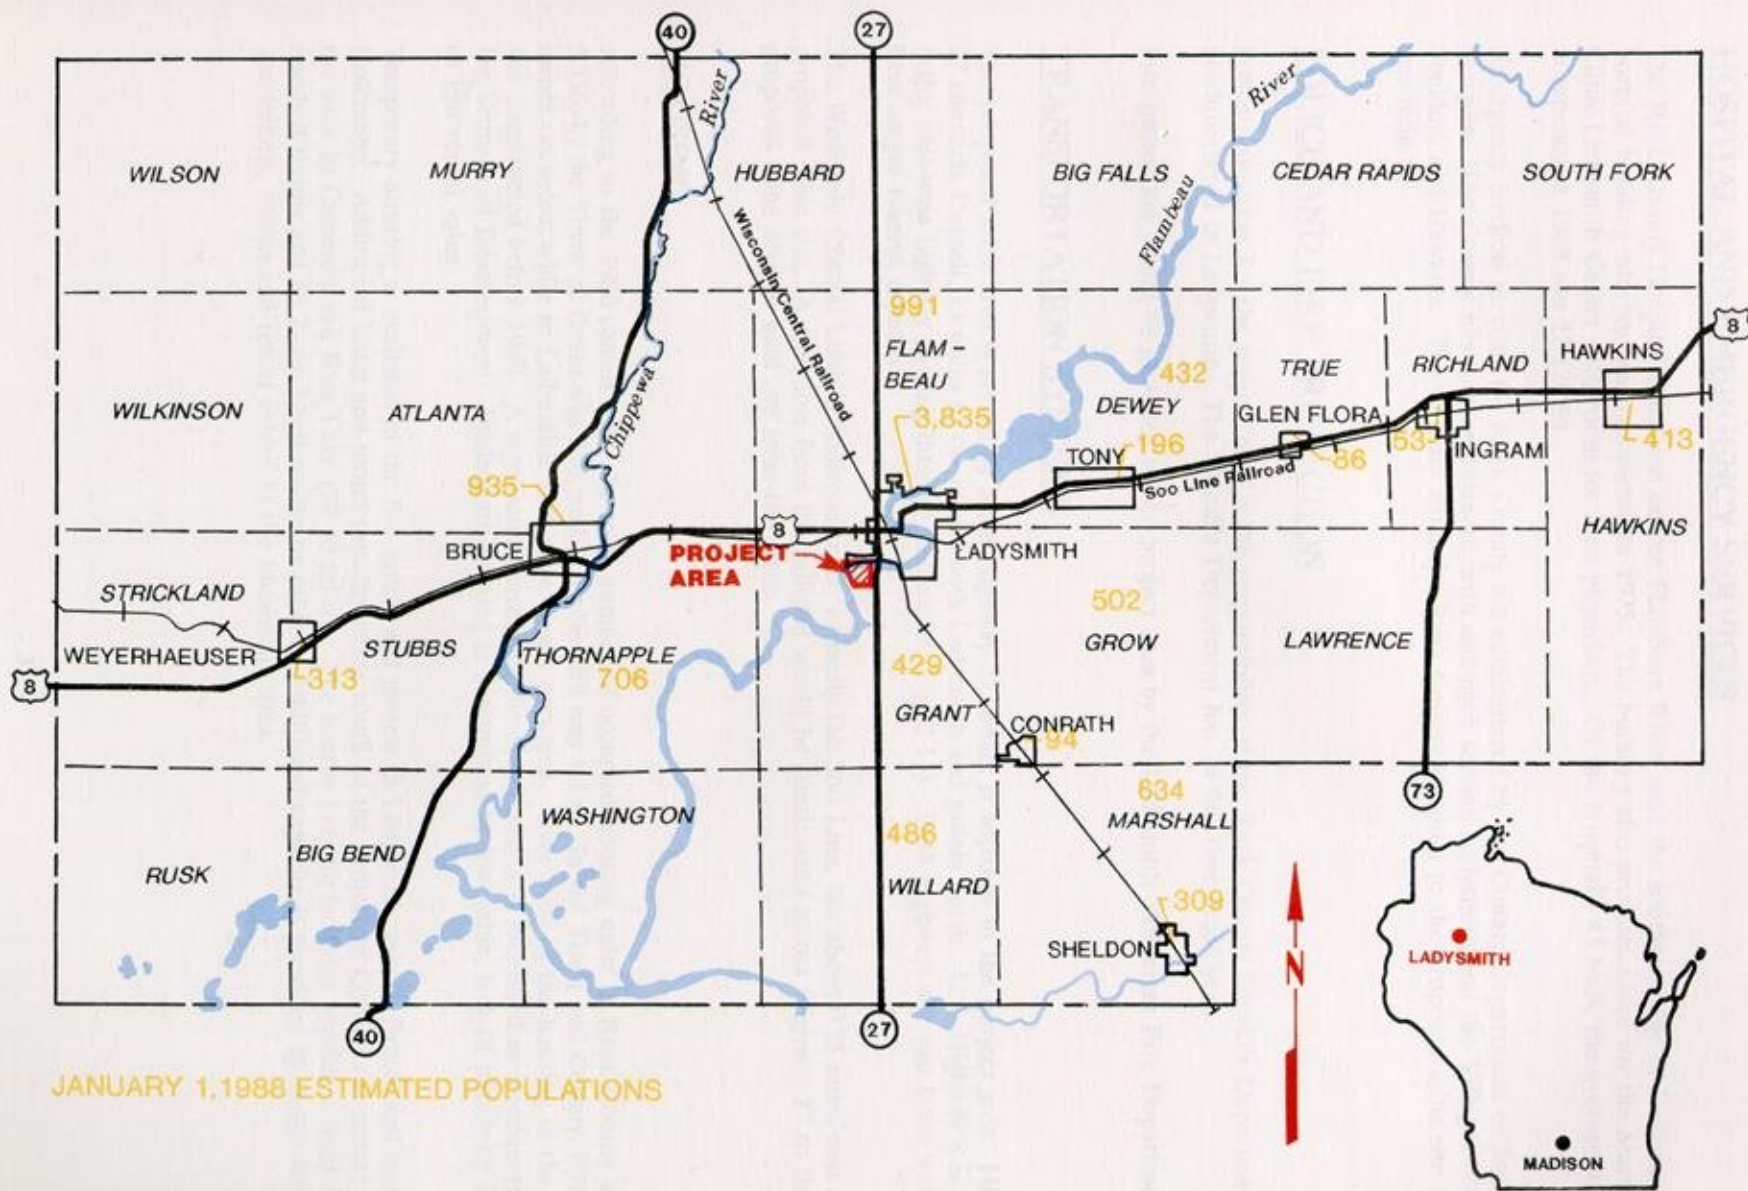 40
27
River
River
WILSON
MURRY
HUBBARD
BIG FALLS
CEDAR RAPIDS
SOUTH FORK
Wisconsin Central Railroad
Flambeau
991
FLAM-
BEAU
8
HAWKINS
TRUE
RICHLAND
432
DEWEY
WILKINSON
ATLANTA
Chippewa
3,835
GLEN FLORA
TONY
196
86
53
INGRAM
413
935
Soo Line Railroad
8
HAWKINS
BRUCE
PROJECT
AREA
LADYSMITH
STRICKLAND
502
GROW
LAWRENCE
WEYERHAEUSER
STUBBS
THORNAPPLE
706
429
8
313
GRANT
CONRATH
94
73
634
MARSHALL
WASHINGTON
486
BIG BEND
RUSK
WILLARD
309
SHELDON
N
LADYSMITH
40
27
JANUARY 1, 1988 ESTIMATED POPULATIONS
MADISON